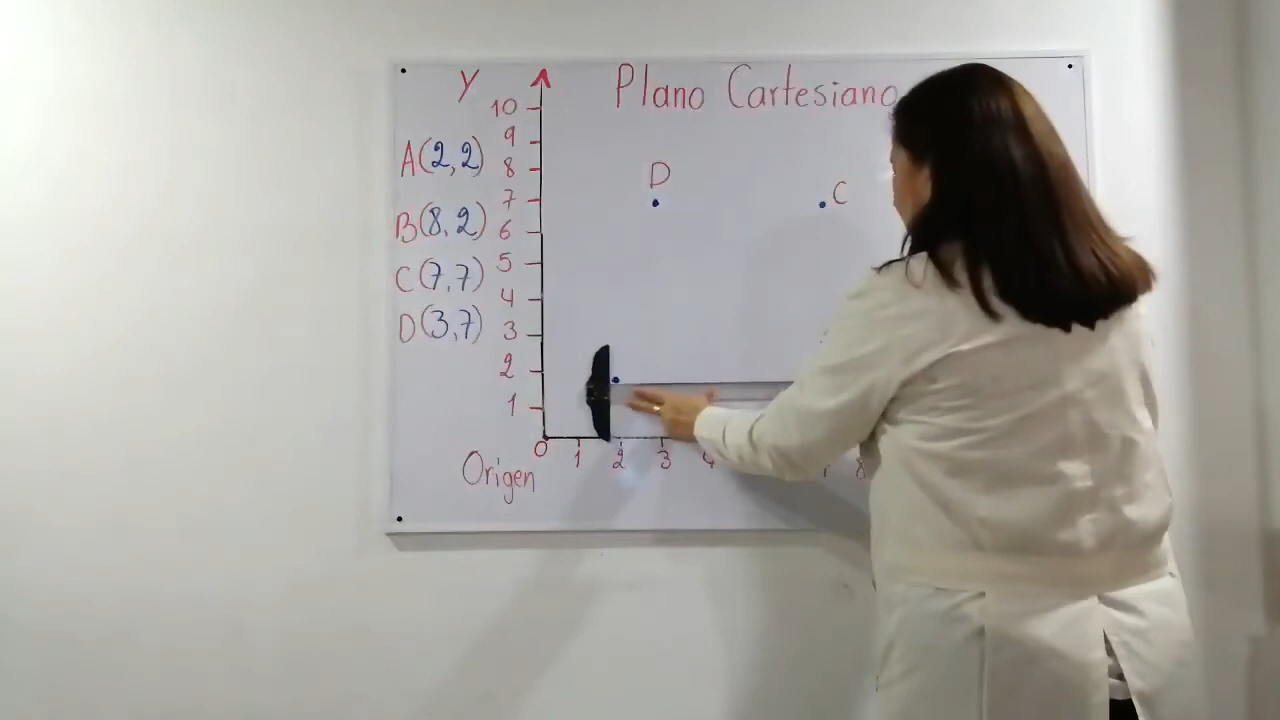 Plano Cartesiano
Y
10
9
8
7
6
5
4
3
2
1
A(2,2)
B(8,2)
C(7,7)
D(3,7)
D
C
0 1 2 3 4 7 8
Origen